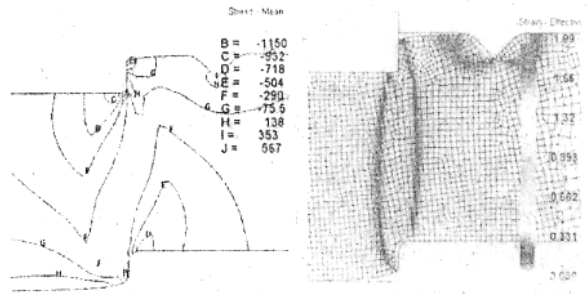 Stress - Mean
B = -1150
C = -932
D = -718
E = -504
F = -290
G = -75.6
H = 138
I = 353
J = 567
Strain - Effective
1.99
1.66
1.32
0.993
0.662
0.331
0.000
C
B
E
F
G
H
F
G
F
E
D